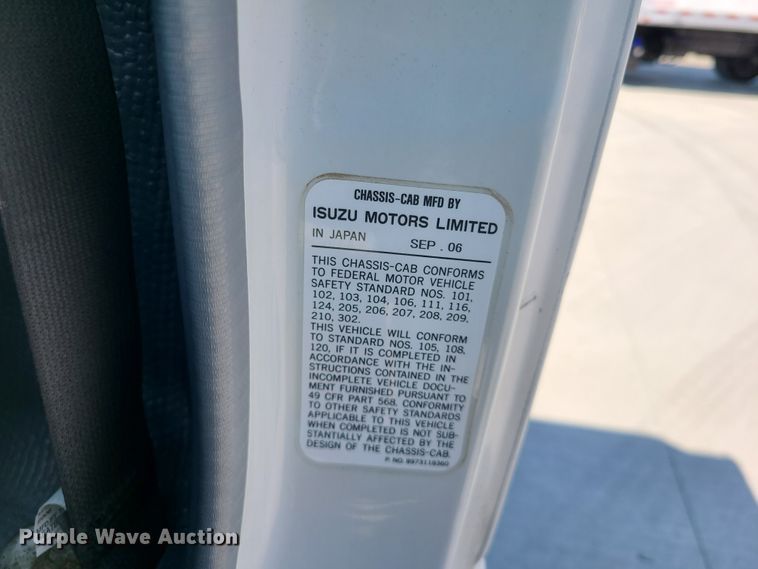 CHASSIS-CAB MFD BY
ISUZU MOTORS LIMITED
IN JAPAN SEP . 06
THIS CHASSIS-CAB CONFORMS
TO FEDERAL MOTOR VEHICLE
SAFETY STANDARD NOS. 101,
102, 103, 104, 106, 111, 116,
124, 205, 206, 207, 208, 209,
210, 302.
THIS VEHICLE WILL CONFORM
TO STANDARD NOS. 105, 108,
120, IF IT IS COMPLETED IN
ACCORDANCE WITH THE IN-
STRUCTIONS CONTAINED IN THE
INCOMPLETE VEHICLE DOCU-
MENT FURNISHED PURSUANT TO
49 CFR PART 568. CONFORMITY
TO OTHER SAFETY STANDARDS
APPLICABLE TO THIS VEHICLE
WHEN COMPLETED IS NOT SUB-
STANTIALLY AFFECTED BY THE
DESIGN OF THE CHASSIS-CAB.
P. NO. 8973119360
Purple Wave Auction